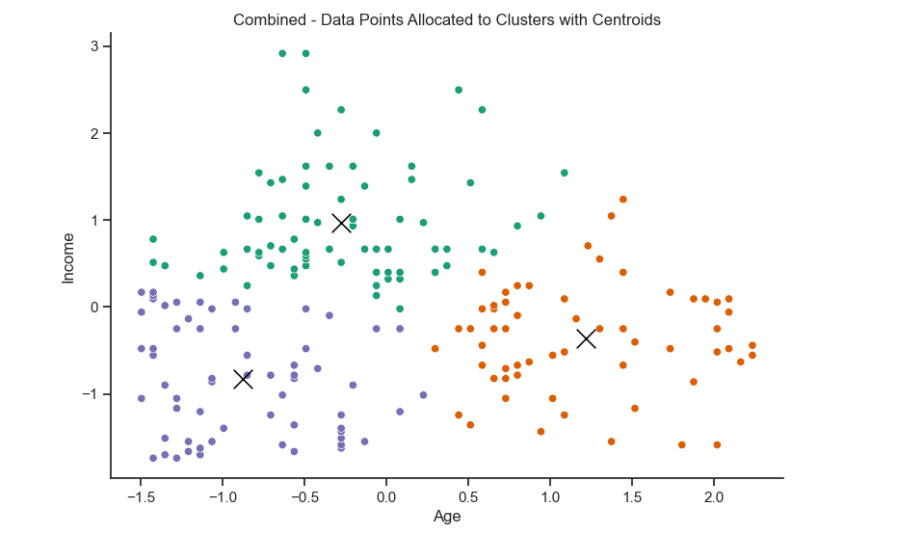 Combined - Data Points Allocated to Clusters with Centroids
3
2
1
0
−1
Income
−1.5 −1.0 −0.5 0.0 0.5 1.0 1.5 2.0
Age